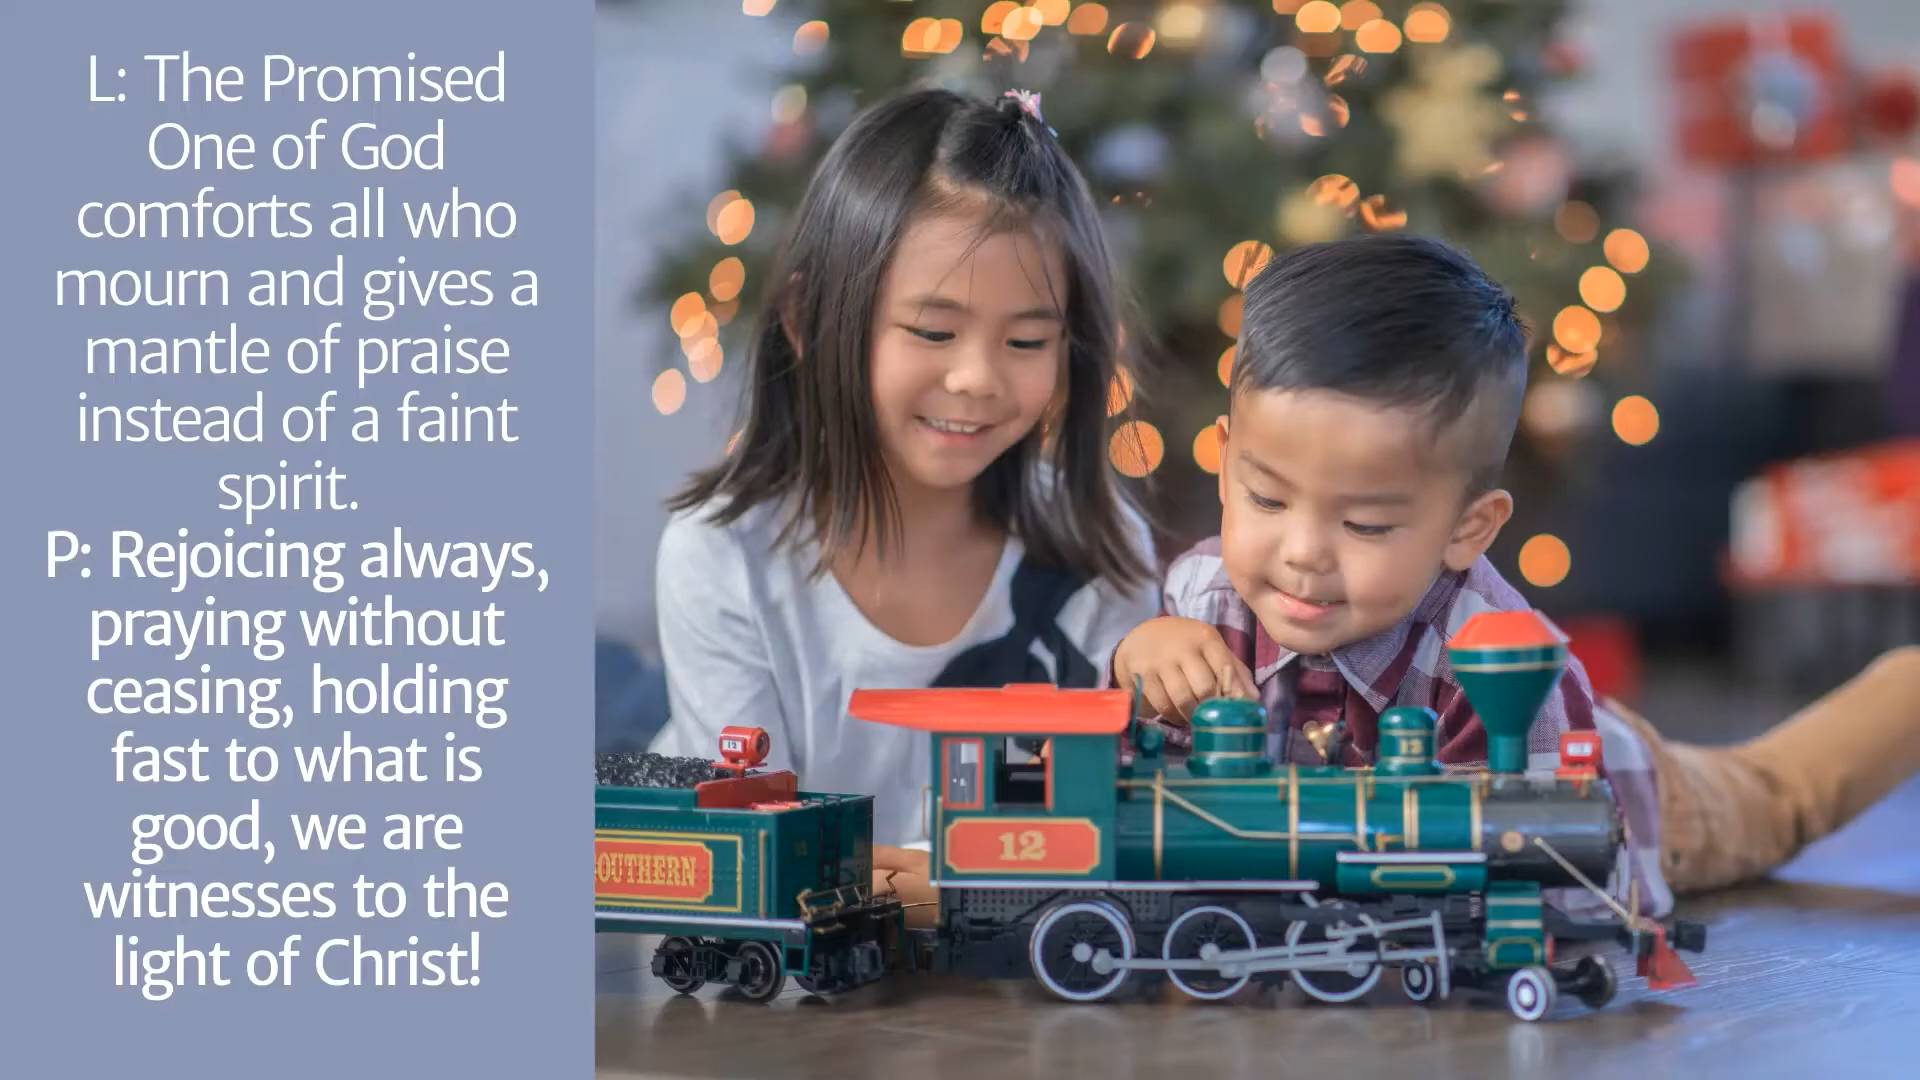 L: The Promised
One of God
comforts all who
mourn and gives a
mantle of praise
instead of a faint
spirit.
P: Rejoicing always,
praying without
ceasing, holding
fast to what is
good, we are
witnesses to the
light of Christ!
12
12
12
OUTHERN